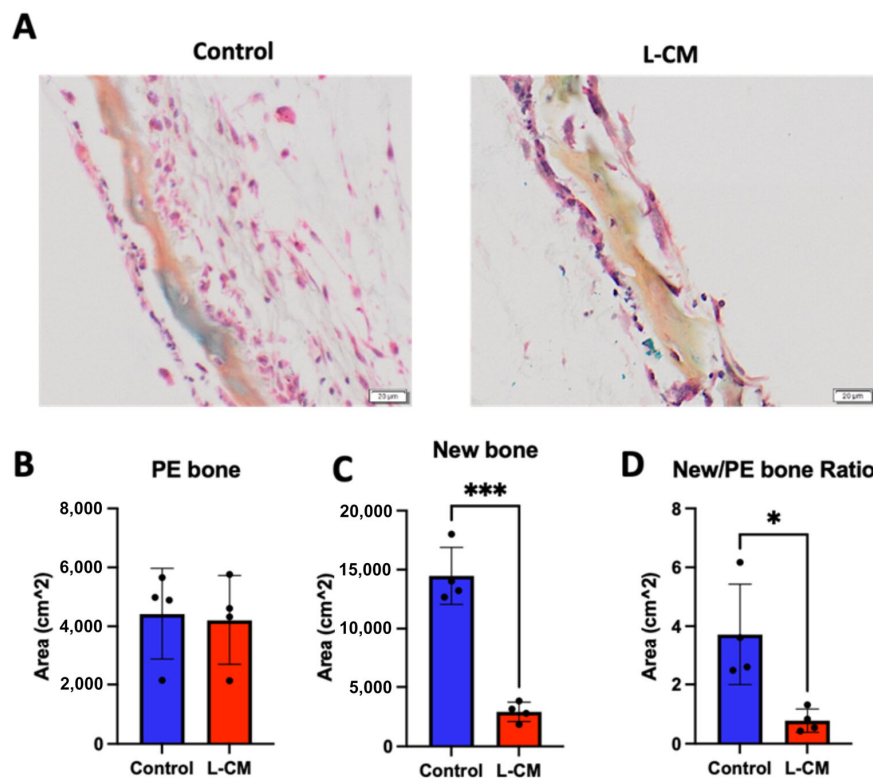 A
Control
L-CM
20 µm
20 µm
B
PE bone
Area (cm^2)
8,000
6,000
4,000
2,000
0
Control
L-CM
C
New bone
***
Area (cm^2)
20,000
15,000
10,000
5,000
0
Control
L-CM
D
New/PE bone Ratio
*
Area (cm^2)
8
6
4
2
0
Control
L-CM